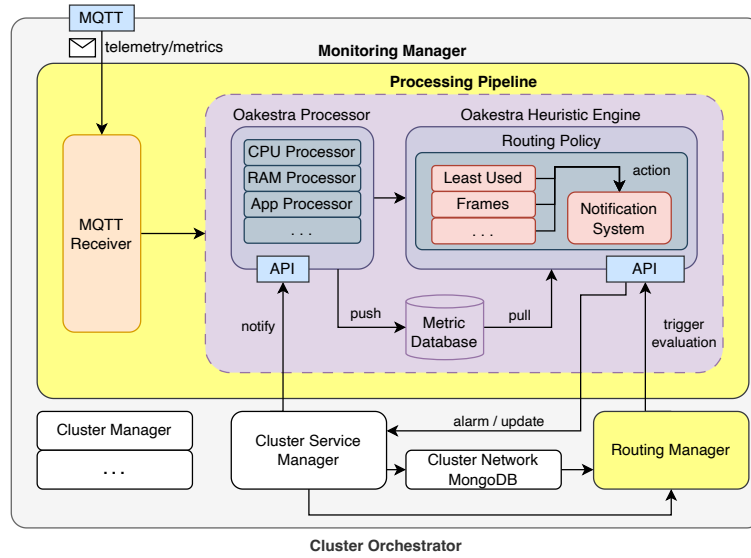 MQTT
telemetry/metrics
Monitoring Manager
Processing Pipeline
MQTT
Receiver
Oakestra Processor
CPU Processor
RAM Processor
App Processor
. . .
API
Oakestra Heuristic Engine
Routing Policy
Least Used
Frames
. . .
action
Notification
System
API
notify
push
Metric
Database
pull
trigger
evaluation
Cluster Manager
. . .
Cluster Service
Manager
alarm / update
Cluster Network
MongoDB
Routing Manager
Cluster Orchestrator